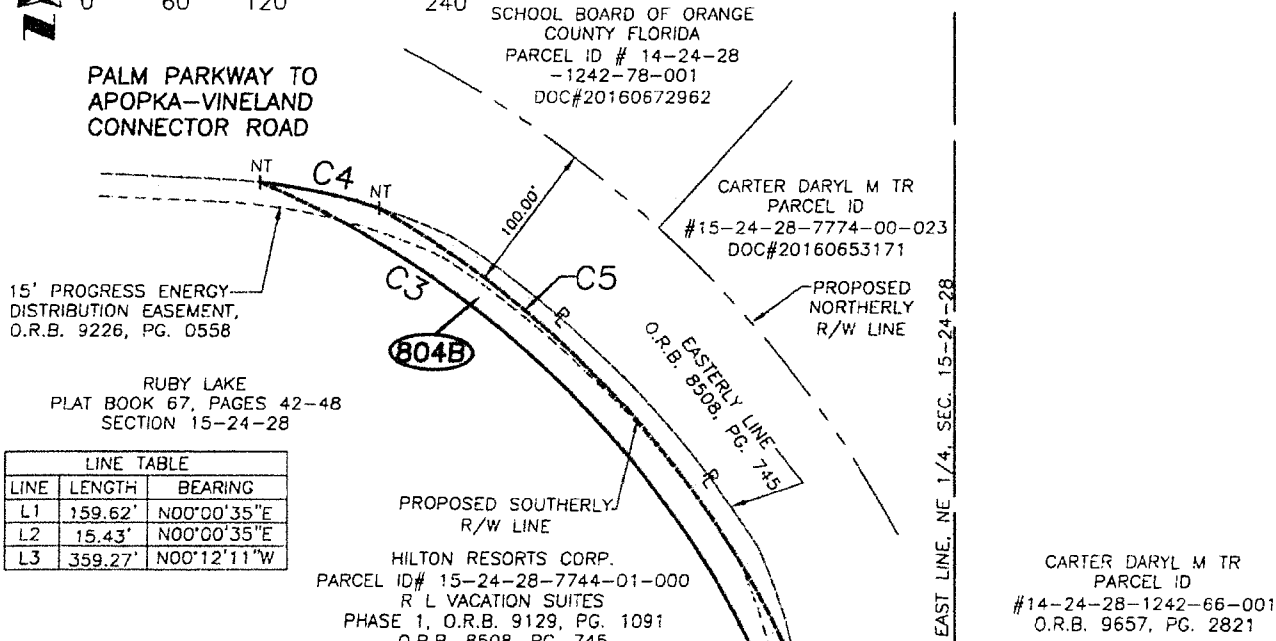 0 60 120 240
SCHOOL BOARD OF ORANGE
COUNTY FLORIDA
PARCEL ID # 14-24-28
-1242-78-001
DOC#20160672962
PALM PARKWAY TO
APOPKA-VINELAND
CONNECTOR ROAD
NT
C4
NT
100.00'
CARTER DARYL M TR
PARCEL ID
#15-24-28-7774-00-023
DOC#20160653171
C3
C5
15' PROGRESS ENERGY
DISTRIBUTION EASEMENT,
O.R.B. 9226, PG. 0558
PROPOSED
NORTHERLY
R/W LINE
804B
EASTERLY LINE
O.R.B. 8508, PG. 745
RUBY LAKE
PLAT BOOK 67, PAGES 42-48
SECTION 15-24-28
LINE TABLE
LINE LENGTH BEARING
L1 159.62' N00°00'35"E
L2 15.43' N00°00'35"E
L3 359.27' N00°12'11"W
PROPOSED SOUTHERLY
R/W LINE
HILTON RESORTS CORP.
PARCEL ID# 15-24-28-7744-01-000
R L VACATION SUITES
PHASE 1, O.R.B. 9129, PG. 1091
O.R.B. 8508, PG. 745
EAST LINE, NE 1/4, SEC. 15-24-28
CARTER DARYL M TR
PARCEL ID
#14-24-28-1242-66-001
O.R.B. 9657, PG. 2821